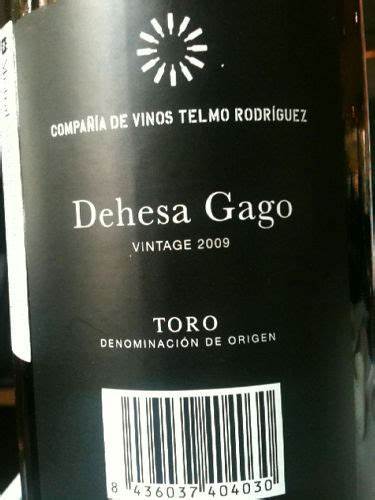 COMPAÑÍA DE VINOS TELMO RODRÍGUEZ
Dehesa Gago
VINTAGE 2009
TORO
DENOMINACIÓN DE ORIGEN
8 436037 404030